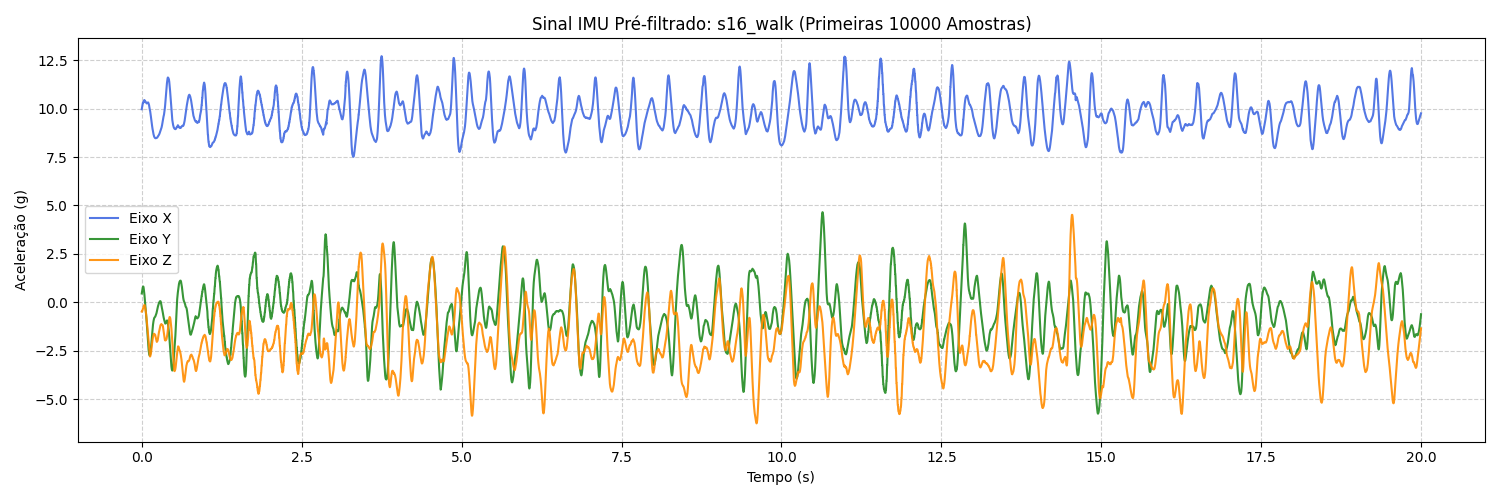 Sinal IMU Pré-filtrado: s16_walk (Primeiras 10000 Amostras)
Aceleração (g)
12.5
10.0
7.5
5.0
2.5
0.0
−2.5
−5.0
Eixo X
Eixo Y
Eixo Z
0.0 2.5 5.0 7.5 10.0 12.5 15.0 17.5 20.0
Tempo (s)